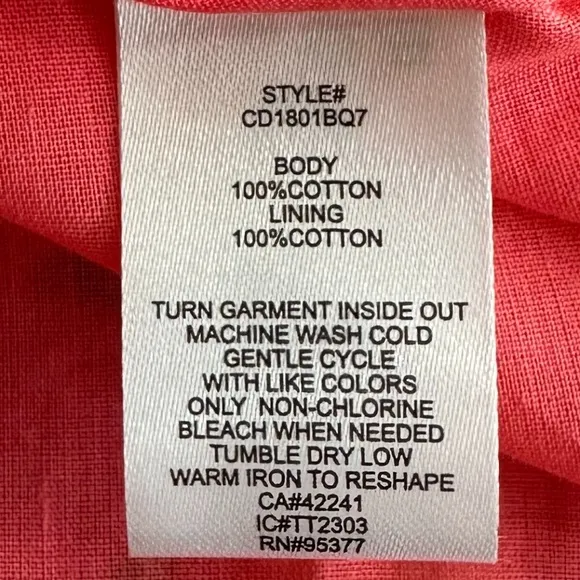 STYLE#
CD1801BQ7
BODY
100%COTTON
LINING
100%COTTON
TURN GARMENT INSIDE OUT
MACHINE WASH COLD
GENTLE CYCLE
WITH LIKE COLORS
ONLY NON-CHLORINE
BLEACH WHEN NEEDED
TUMBLE DRY LOW
WARM IRON TO RESHAPE
CA#42241
IC#TT2303
RN#95377